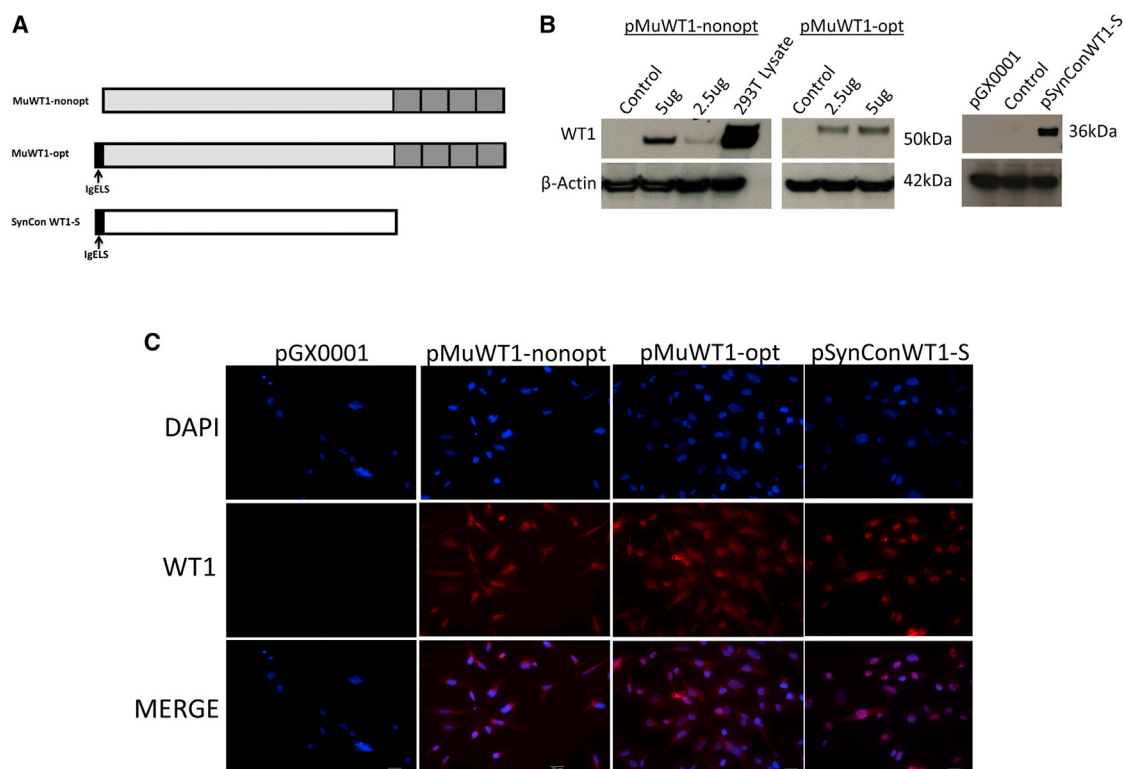 A
MuWT1-nonopt
MuWT1-opt
IgELS
SynCon WT1-S
IgELS
B
pMuWT1-nonopt
pMuWT1-opt
Control
5ug
2.5ug
293T Lysate
Control
2.5ug
5ug
pGX0001
Control
pSynConWT1-S
WT1
50kDa
36kDa
β-Actin
42kDa
C
pGX0001
pMuWT1-nonopt
pMuWT1-opt
pSynConWT1-S
DAPI
WT1
MERGE